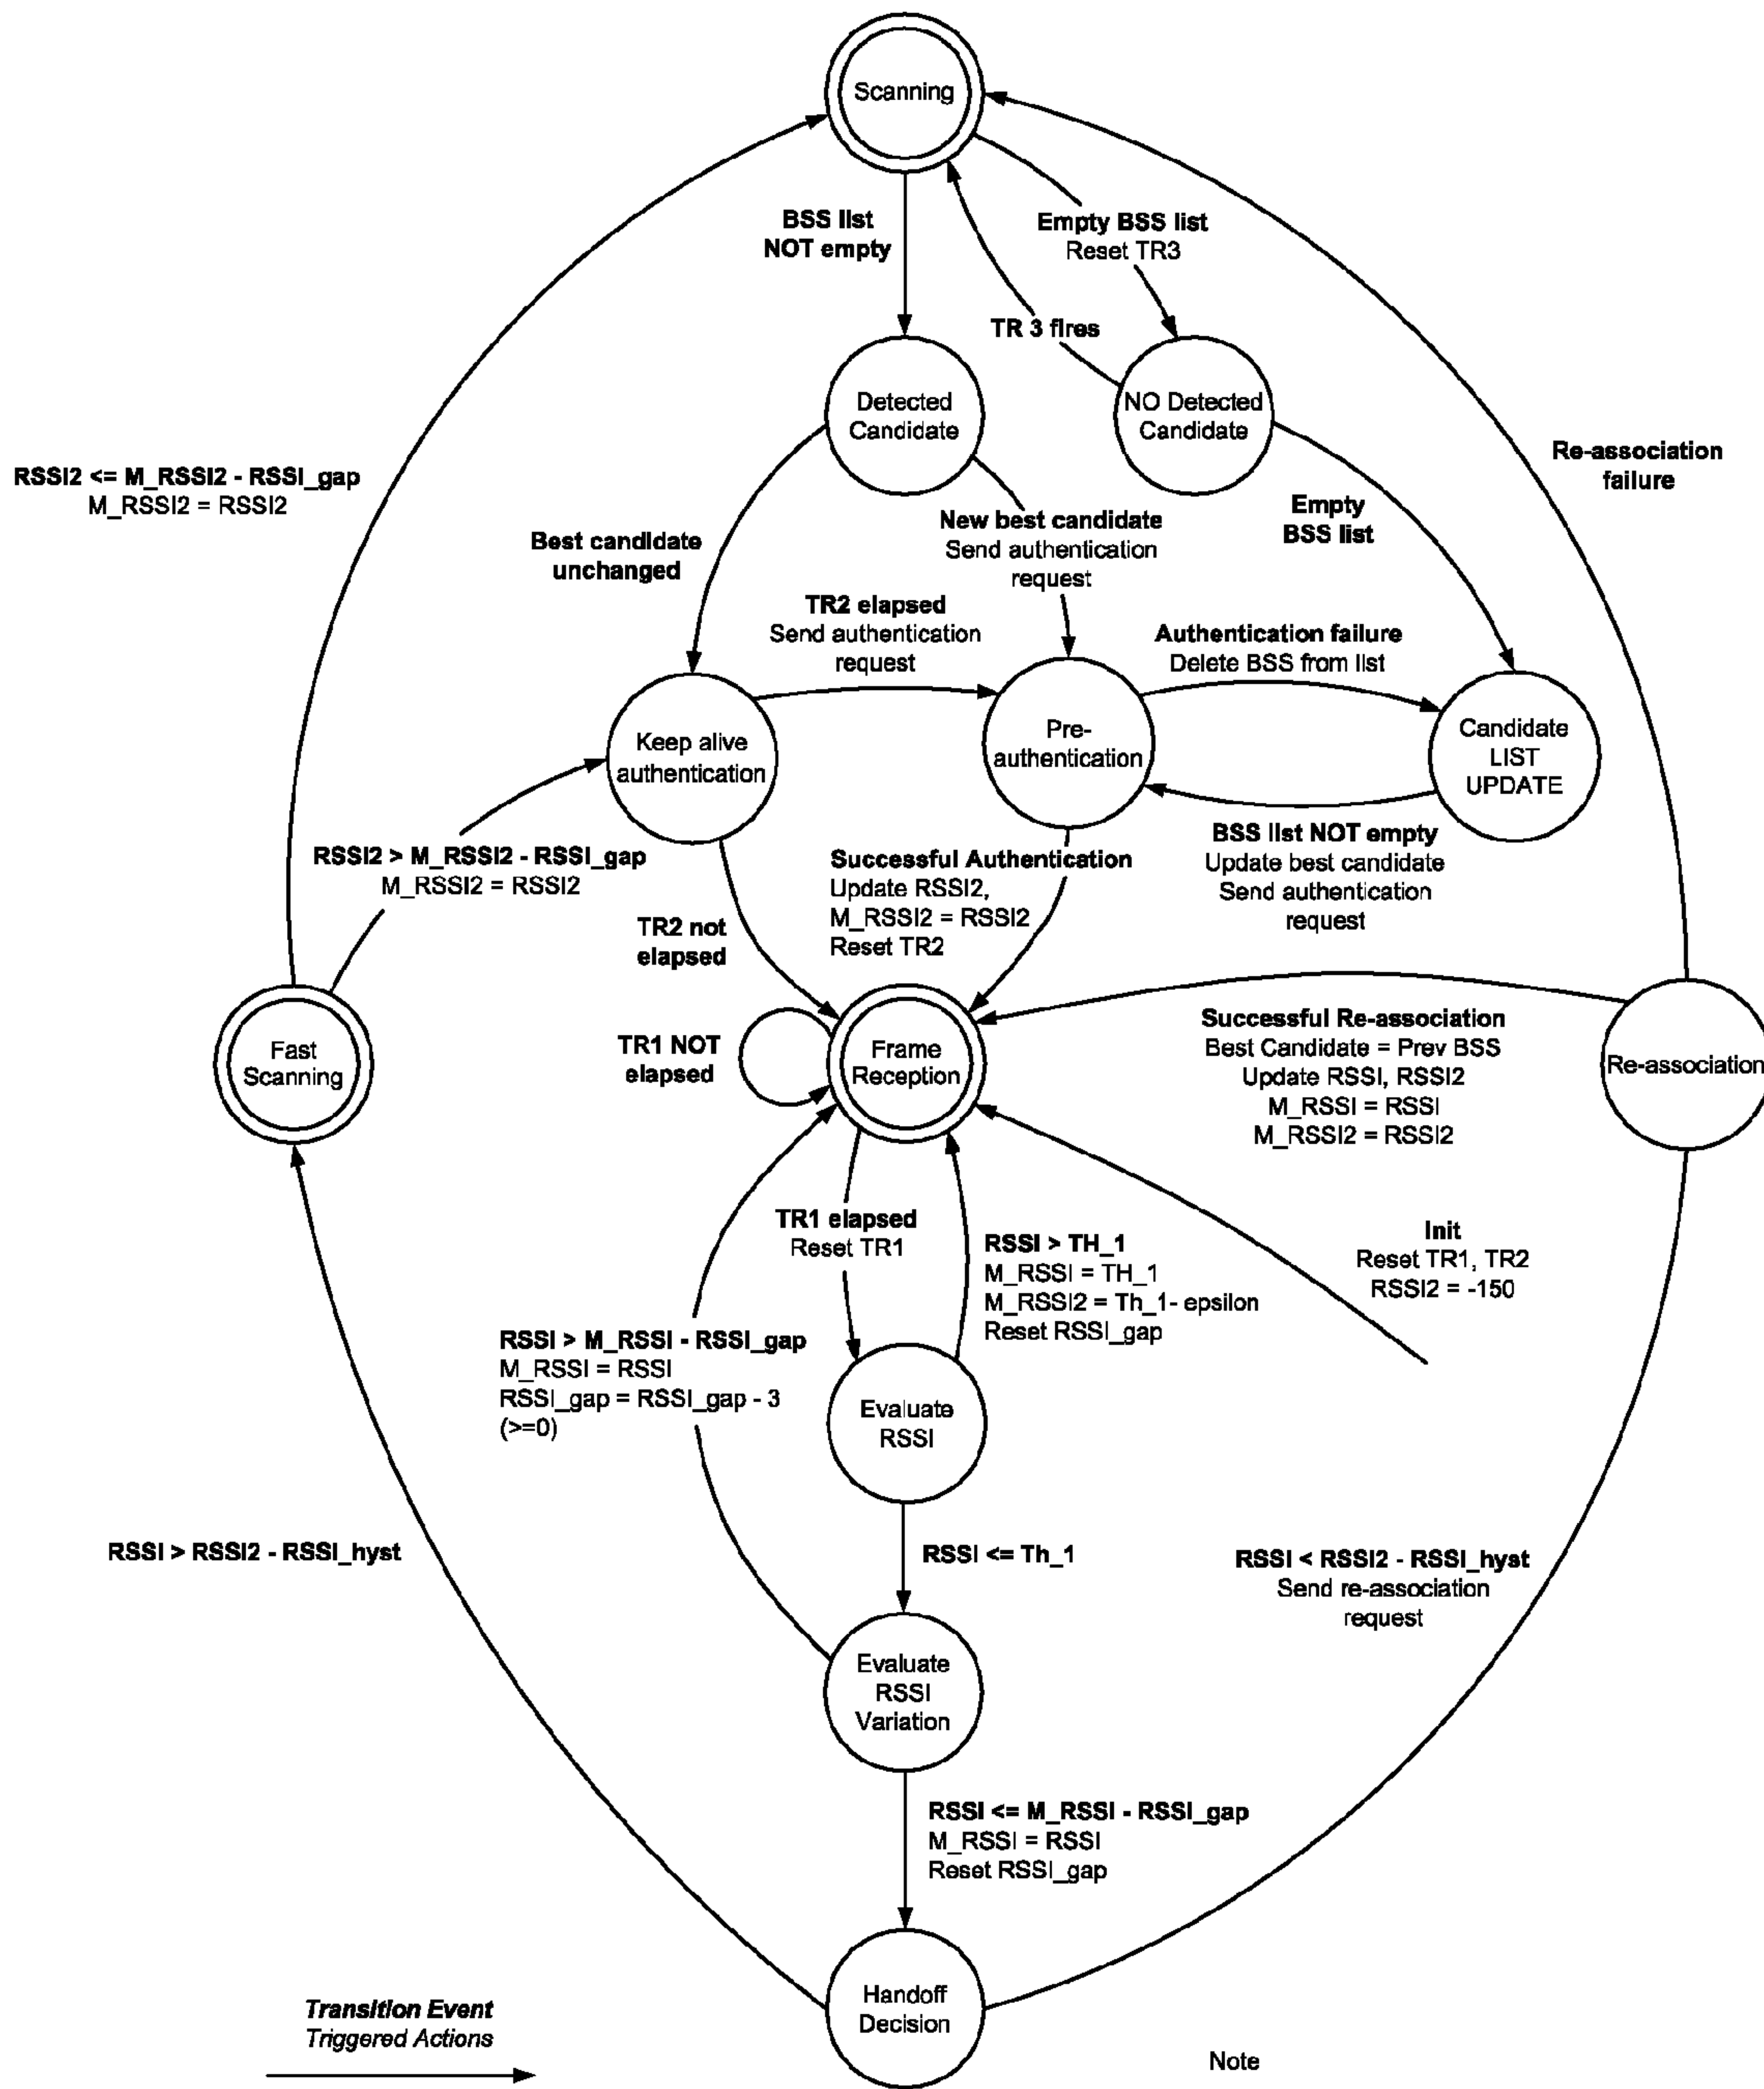 Scanning
BSS list
NOT empty
Empty BSS list
Reset TR3
TR 3 fires
Detected
Candidate
NO Detected
Candidate
Re-association
failure
RSSI2 <= M_RSSI2 - RSSI_gap
M_RSSI2 = RSSI2
Best candidate
unchanged
New best candidate
Send authentication
request
Empty
BSS list
TR2 elapsed
Send authentication
request
Authentication failure
Delete BSS from list
Keep alive
authentication
Pre-
authentication
Candidate
LIST
UPDATE
RSSI2 > M_RSSI2 - RSSI_gap
M_RSSI2 = RSSI2
Successful Authentication
Update RSSI2,
M_RSSI2 = RSSI2
Reset TR2
BSS list NOT empty
Update best candidate
Send authentication
request
TR2 not
elapsed
Fast
Scanning
TR1 NOT
elapsed
Frame
Reception
Successful Re-association
Best Candidate = Prev BSS
Update RSSI, RSSI2
M_RSSI = RSSI
M_RSSI2 = RSSI2
Re-association
TR1 elapsed
Reset TR1
RSSI > TH_1
M_RSSI = TH_1
M_RSSI2 = Th_1- epsilon
Reset RSSI_gap
Init
Reset TR1, TR2
RSSI2 = -150
RSSI > M_RSSI - RSSI_gap
M_RSSI = RSSI
RSSI_gap = RSSI_gap - 3
(>=0)
Evaluate
RSSI
RSSI > RSSI2 - RSSI_hyst
RSSI <= Th_1
RSSI < RSSI2 - RSSI_hyst
Send re-association
request
Evaluate
RSSI
Variation
RSSI <= M_RSSI - RSSI_gap
M_RSSI = RSSI
Reset RSSI_gap
Handoff
Decision
Transition Event
Triggered Actions
Note